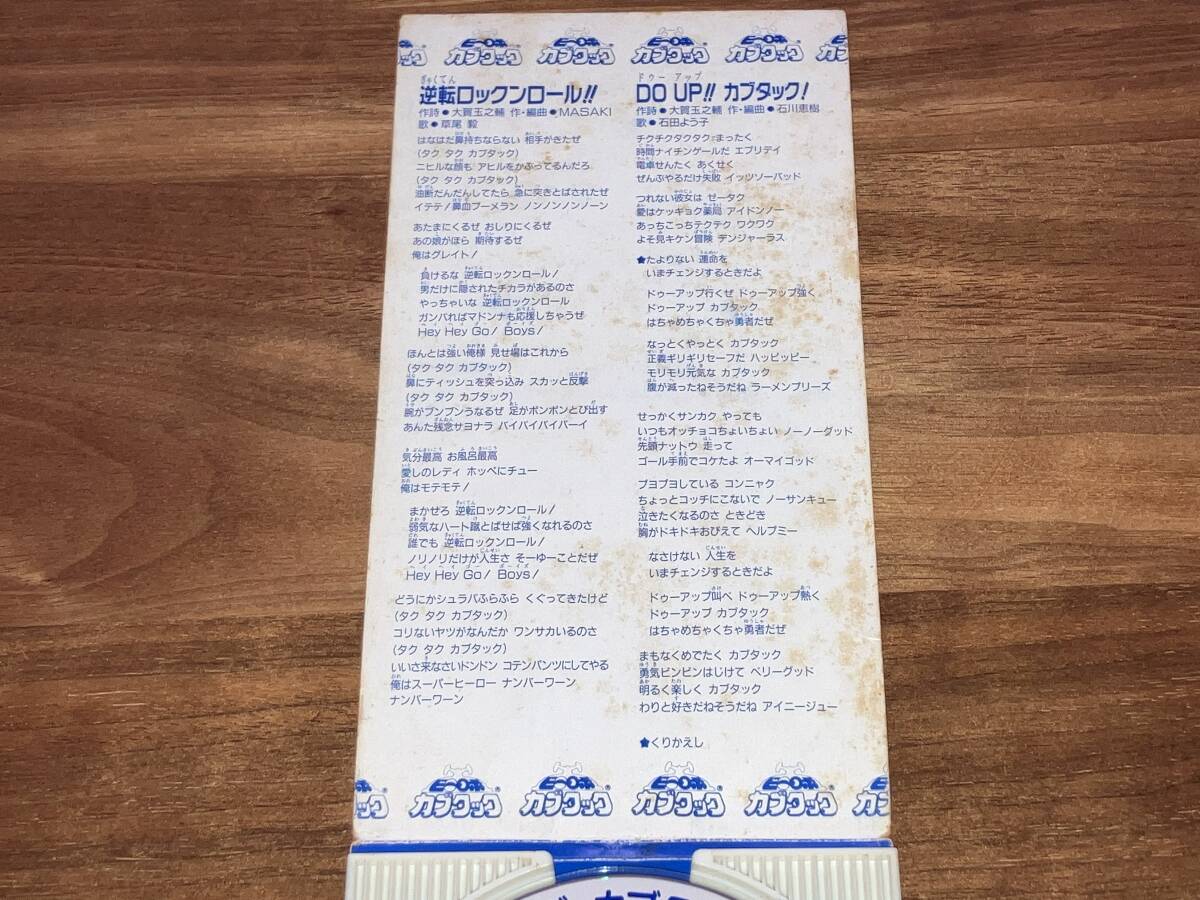 ビーロボ カブタック
ぎゃくてん
逆転ロックンロール!!
作詩●大賀玉之輔 作・編曲●MASAKI
歌●草尾 毅
はなはだ鼻持ちならない 相手がきたぜ
(タク タク カブタック)
ニヒルな顔も アヒルをかぶってるんだろ
(タク タク カブタック)
油断だんだんしてたら 急に突きとばされたぜ
イテテ!鼻血ブーメラン ノンノンノンノーン
あたまにくるぜ おしりにくるぜ
あの娘がほら 期待するぜ
俺はグレイト!
負けるな 逆転ロックンロール!
男だけに隠されたチカラがあるのさ
やっちゃいな 逆転ロックンロール
ガンバればマドンナも応援しちゃうぜ
Hey Hey Go! Boys!
ほんとは強い俺様 見せ場はこれから
(タク タク カブタック)
鼻にティッシュを突っ込み スカッと反撃
(タク タク カブタック)
腕がブンブンうなるぜ 足がポンポンとび出す
あんた残念サヨナラ バイバイバイバーイ
気分最高 お風呂最高
愛しのレディ ホッペにチュー
俺はモテモテ!
まかせろ 逆転ロックンロール!
弱気なハート蹴とばせば強くなれるのさ
誰でも 逆転ロックンロール!
ノリノリだけが人生さ そーゆーことだぜ
Hey Hey Go! Boys!
どうにかシュラバふらふら くぐってきたけど
(タク タク カブタック)
コリないヤツがなんだか ワンサカいるのさ
(タク タク カブタック)
いいさ来なさいドンドン コテンパンツにしてやる
俺はスーパーヒーロー ナンバーワーン
ナンバーワーン
ドゥー アップ
DO UP!! カブタック!
作詩●大賀玉之輔 作・編曲●石川恵樹
歌●石田よう子
チクチクタクタク まったく
時間ナイチンゲールだ エブリデイ
電卓せんたく あくせく
ぜんぶやるだけ失敗 イッツソーバッド
つれない彼女は ゼータク
愛はケッキョク薬局 アイドンノー
あっちこっちテクテク ワクワク
よそ見キケン冒険 デンジャーラス
★たよりない 運命を
いまチェンジするときだよ
ドゥーアップ行くぜ ドゥーアップ強く
ドゥーアップ カブタック
はちゃめちゃくちゃ勇者だぜ
なっとくやっとく カブタック
正義ギリギリセーフだ ハッピッピー
モリモリ元気な カブタック
腹が減ったねそうだね ラーメンプリーズ
せっかくサンカク やっても
いつもオッチョコちょいちょい ノーノーグッド
先頭ナットウ 走って
ゴール手前でコケたよ オーマイゴッド
プヨプヨしている コンニャク
ちょっとコッチにこないで ノーサンキュー
泣きたくなるのさ ときどき
胸がドキドキおびえて ヘルプミー
なさけない 人生を
いまチェンジするときだよ
ドゥーアップ叫べ ドゥーアップ熱く
ドゥーアップ カブタック
はちゃめちゃくちゃ勇者だぜ
まもなくめでたく カブタック
勇気ビンビンはじけて ベリーグッド
明るく楽しく カブタック
わりと好きだねそうだね アイニージュー
★くりかえし
ビーロボ カブタック